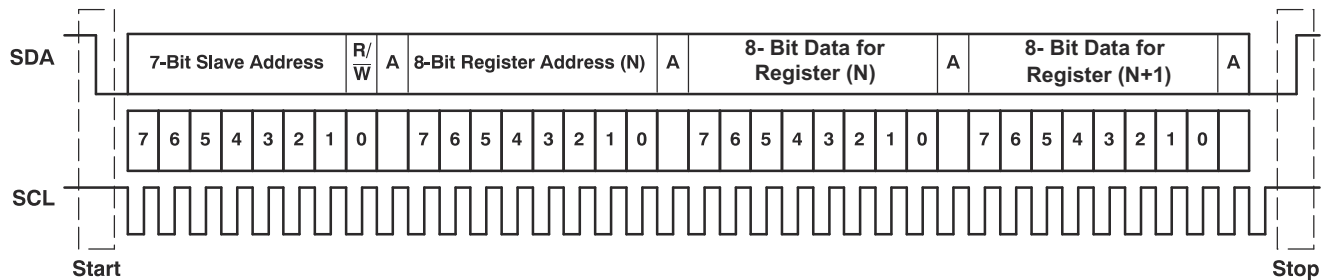 SDA
7-Bit Slave Address
R/
W
A
8-Bit Register Address (N)
A
8- Bit Data for
Register (N)
A
8- Bit Data for
Register (N+1)
A
7 6 5 4 3 2 1 0 7 6 5 4 3 2 1 0 7 6 5 4 3 2 1 0 7 6 5 4 3 2 1 0
SCL
Start
Stop